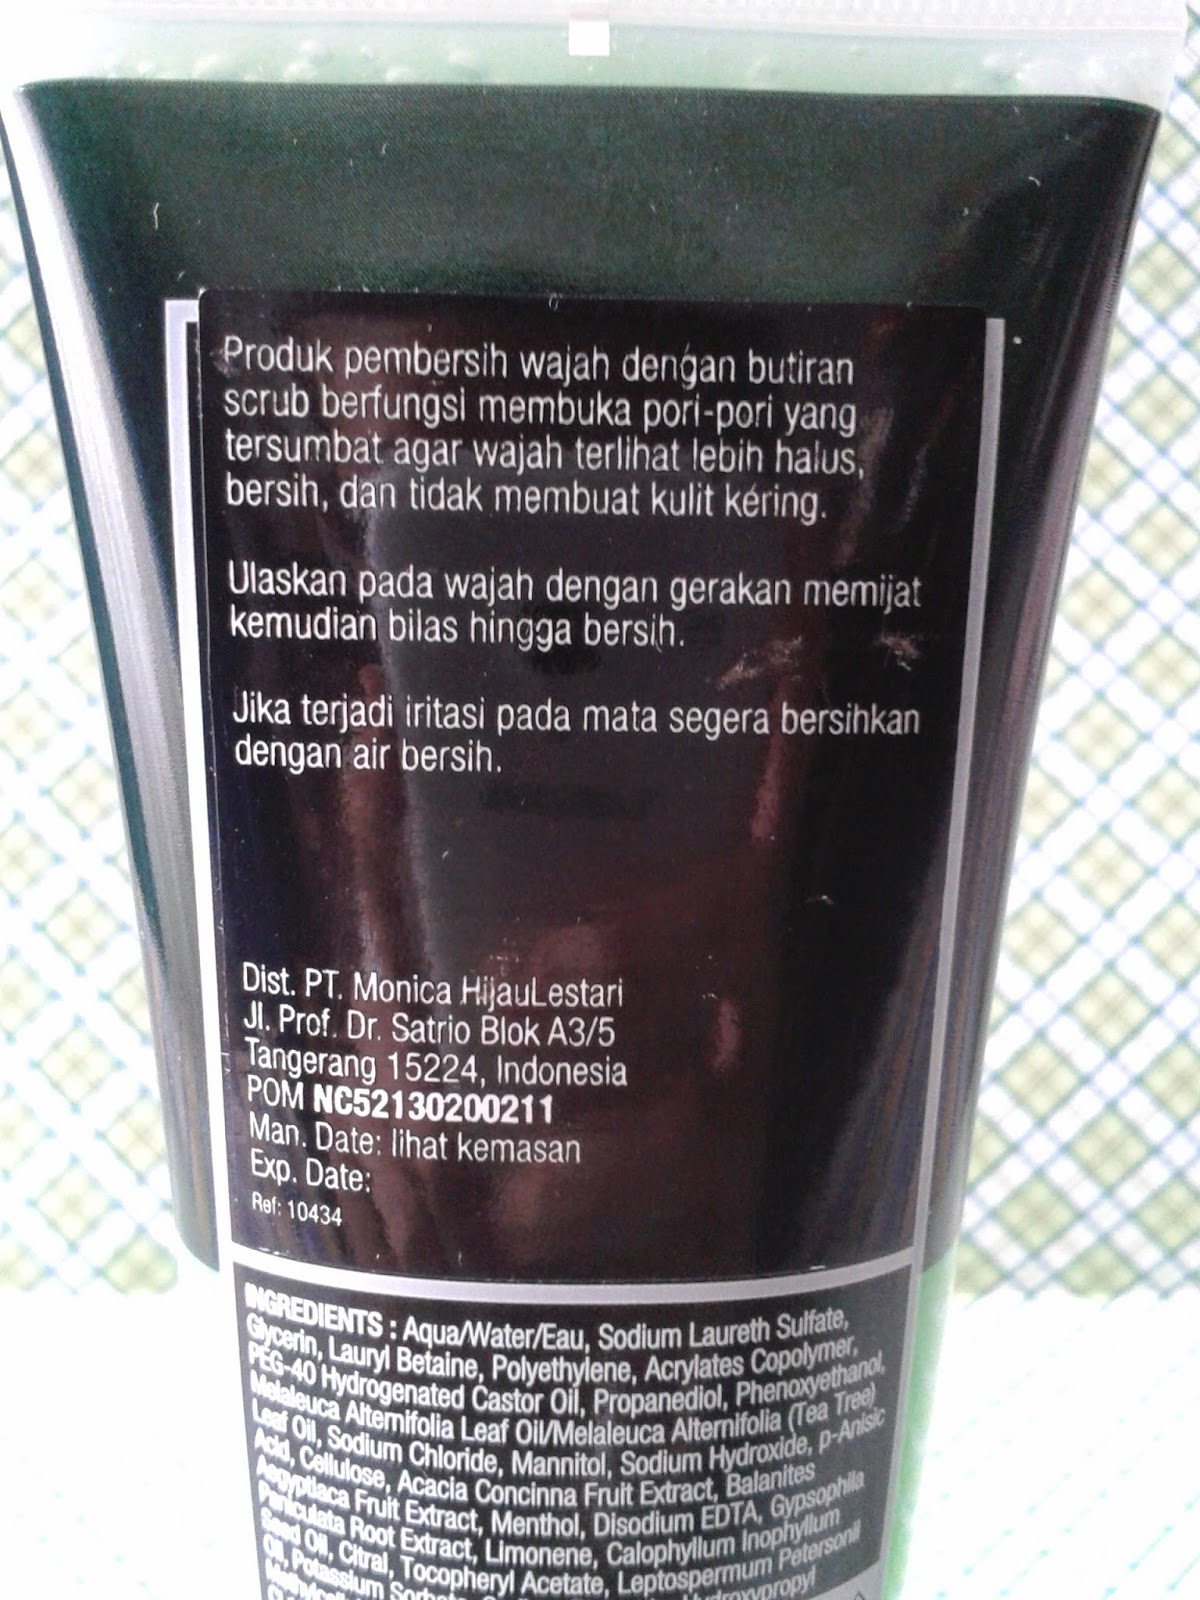 Produk pembersih wajah dengan butiran
scrub berfungsi membuka pori-pori yang
tersumbat agar wajah terlihat lebih halus,
bersih, dan tidak membuat kulit kering.
Ulaskan pada wajah dengan gerakan memijat
kemudian bilas hingga bersih.
Jika terjadi iritasi pada mata segera bersihkan
dengan air bersih.
Dist. PT. Monica HijauLestari
Jl. Prof. Dr. Satrio Blok A3/5
Tangerang 15224, Indonesia
POM NC52130200211
Man. Date: lihat kemasan
Exp. Date:
Ref: 10434
INGREDIENTS : Aqua/Water/Eau, Sodium Laureth Sulfate,
Glycerin, Lauryl Betaine, Polyethylene, Acrylates Copolymer,
PEG-40 Hydrogenated Castor Oil, Propanediol, Phenoxyethanol,
Melaleuca Alternifolia Leaf Oil/Melaleuca Alternifolia (Tea Tree)
Leaf Oil, Sodium Chloride, Mannitol, Sodium Hydroxide, p-Anisic
Acid, Cellulose, Acacia Concinna Fruit Extract, Balanites
Aegyptiaca Fruit Extract, Menthol, Disodium EDTA, Gypsophila
Paniculata Root Extract, Limonene, Calophyllum Inophyllum
Seed Oil, Citral, Tocopheryl Acetate, Leptospermum Petersonii
Oil, Potassium